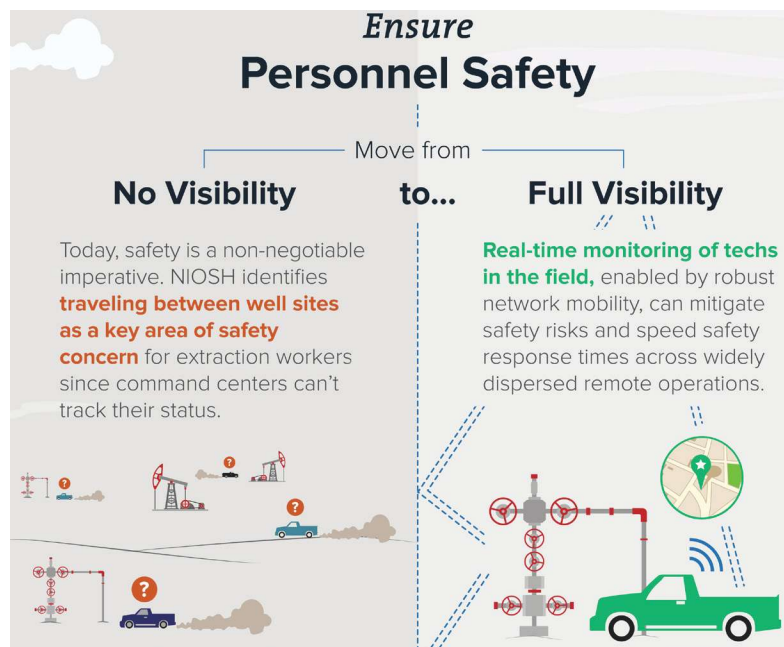 Ensure
Personnel Safety
Move from
No Visibility to... Full Visibility
Today, safety is a non-negotiable
imperative. NIOSH identifies
traveling between well sites
as a key area of safety
concern for extraction workers
since command centers can't
track their status.
Real-time monitoring of techs
in the field, enabled by robust
network mobility, can mitigate
safety risks and speed safety
response times across widely
dispersed remote operations.
?
?
?
?